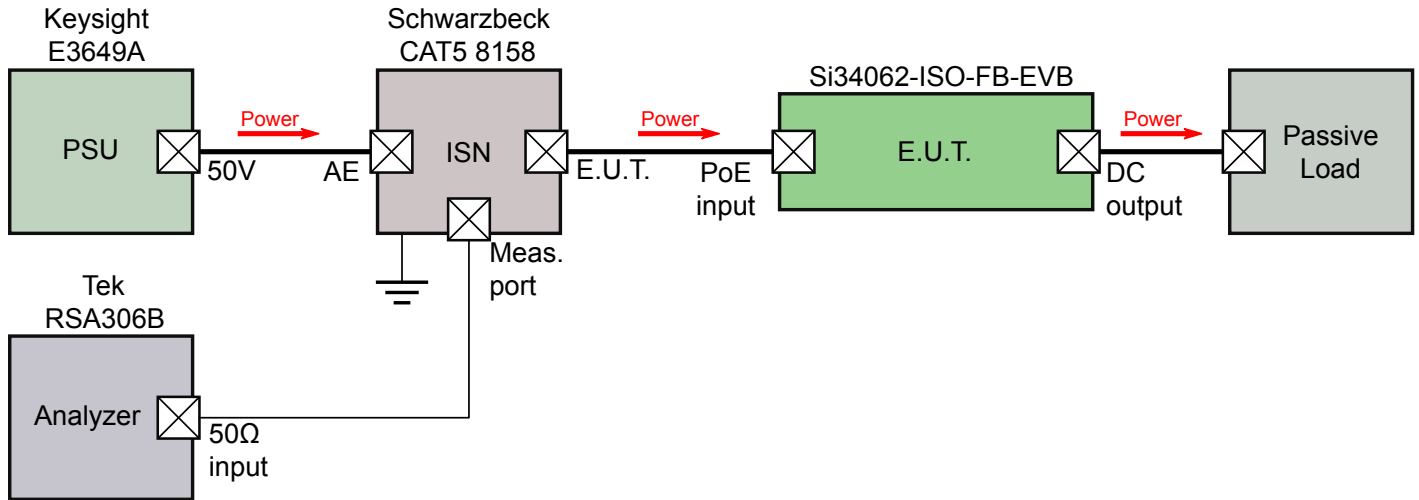 Keysight
E3649A
PSU
50V
Power
Schwarzbeck
CAT5 8158
ISN
AE
E.U.T.
Meas.
port
Power
Si34062-ISO-FB-EVB
E.U.T.
PoE
input
DC
output
Power
Passive
Load
Tek
RSA306B
Analyzer
50Ω
input